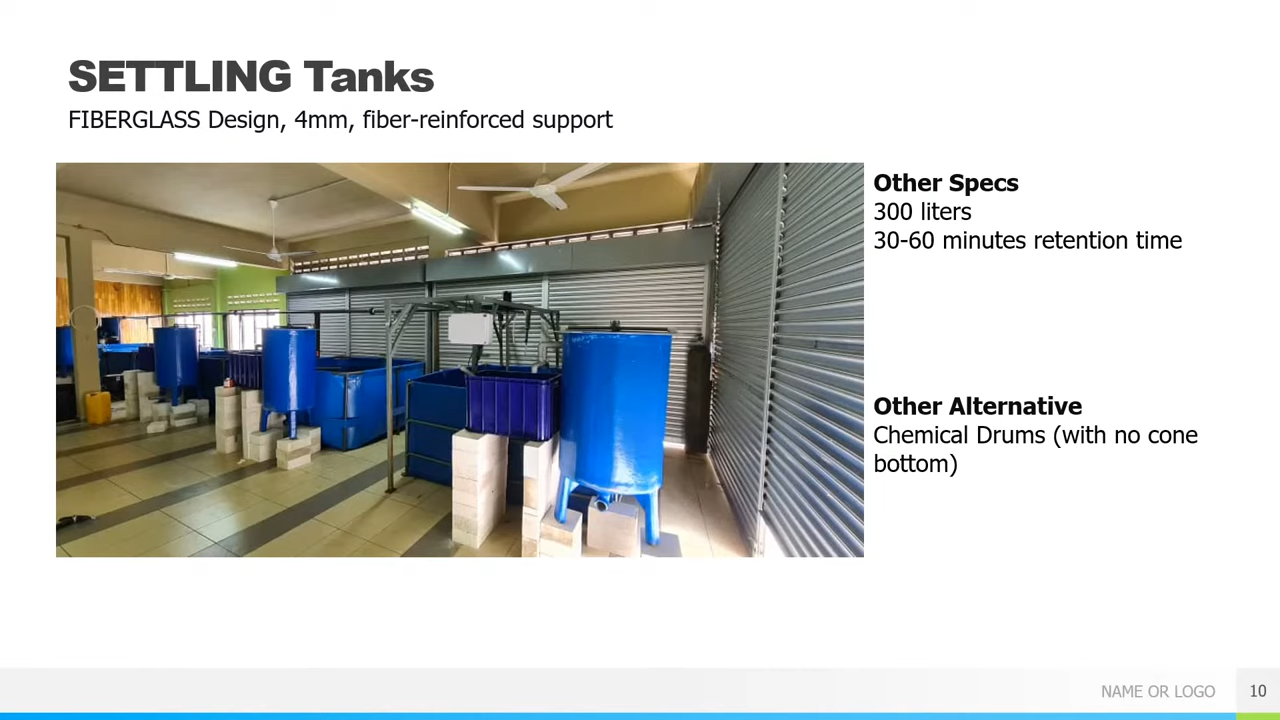 SETTLING Tanks
FIBERGLASS Design, 4mm, fiber-reinforced support
Other Specs
300 liters
30-60 minutes retention time
Other Alternative
Chemical Drums (with no cone
bottom)
NAME OR LOGO
10